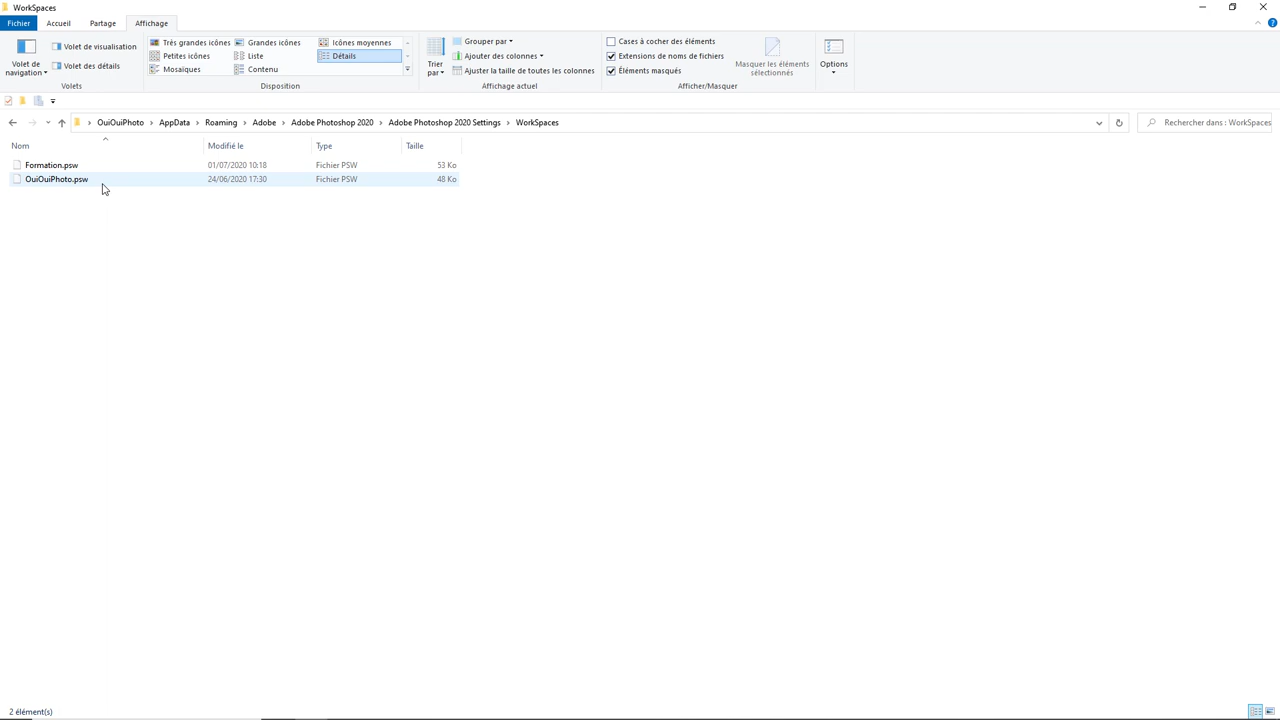 WorkSpaces
Fichier Accueil Partage Affichage
Volet de navigation
Volet de visualisation
Volet des détails
Volets
Très grandes icônes Grandes icônes Icônes moyennes
Petites icônes Liste Détails
Mosaïques Contenu
Disposition
Trier par
Grouper par
Ajouter des colonnes
Ajuster la taille de toutes les colonnes
Affichage actuel
Cases à cocher des éléments
Extensions de noms de fichiers
Éléments masqués
Masquer les éléments
sélectionnés
Afficher/Masquer
Options
OuiOuiPhoto > AppData > Roaming > Adobe > Adobe Photoshop 2020 > Adobe Photoshop 2020 Settings > WorkSpaces
Rechercher dans : WorkSpaces
Nom Modifié le Type Taille
Formation.psw 01/07/2020 10:18 Fichier PSW 53 Ko
OuiOuiPhoto.psw 24/06/2020 17:30 Fichier PSW 48 Ko
2 élément(s)